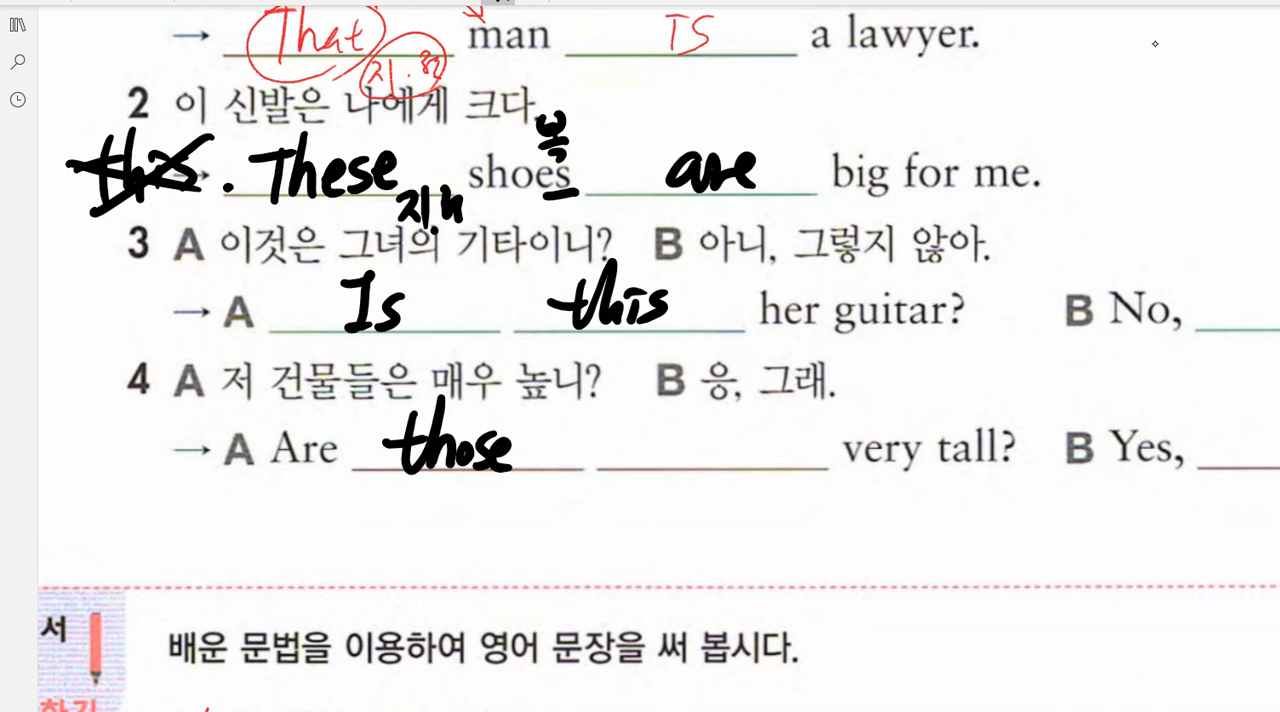 → That man is a lawyer.
지.형
2 이 신발은 나에게 크다.
복
this → . These shoes are big for me.
지.형
3 A 이것은 그녀의 기타이니? B 아니, 그렇지 않아.
→ A Is this her guitar? B No,
4 A 저 건물들은 매우 높니? B 응, 그래.
→ A Are those very tall? B Yes,
서
배운 문법을 이용하여 영어 문장을 써 봅시다.
하기